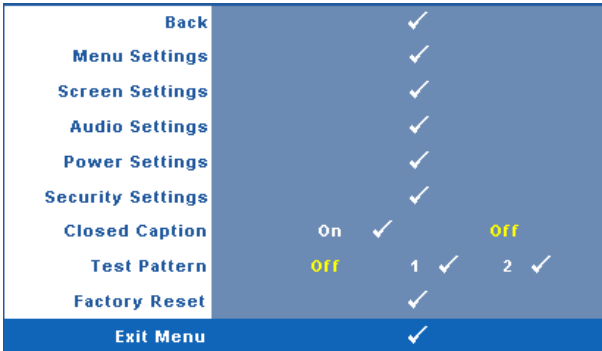 Back ✓
Menu Settings ✓
Screen Settings ✓
Audio Settings ✓
Power Settings ✓
Security Settings ✓
Closed Caption On ✓ Off
Test Pattern Off 1 ✓ 2 ✓
Factory Reset ✓
Exit Menu ✓